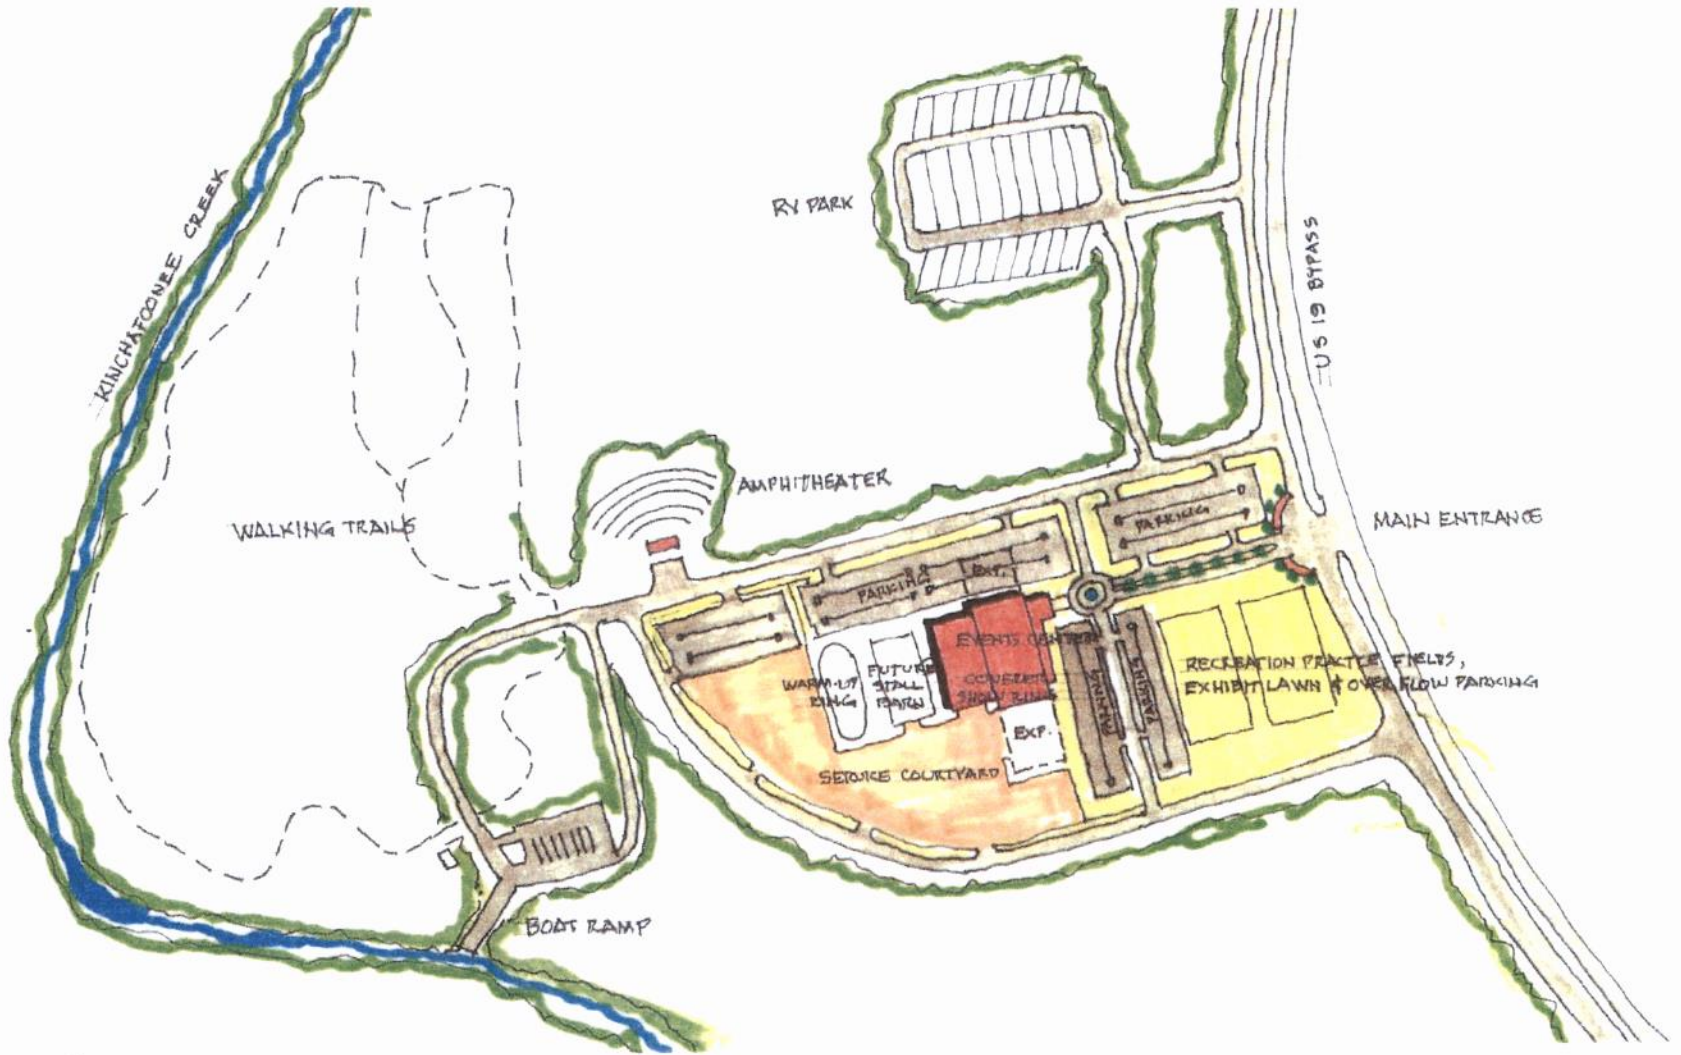 KINCHAFOONEE CREEK
RV PARK
US 19 BYPASS
AMPHITHEATER
WALKING TRAILS
MAIN ENTRANCE
PARKING
PARKING
EXP.
EVENTS CENTER
COVERED
SHOW RING
FUTURE
STALL
BARN
WARM-UP
RING
PARKING
PARKING
RECREATION PRACTICE FIELDS,
EXHIBIT LAWN & OVERFLOW PARKING
EXP.
SERVICE COURTYARD
BOAT RAMP